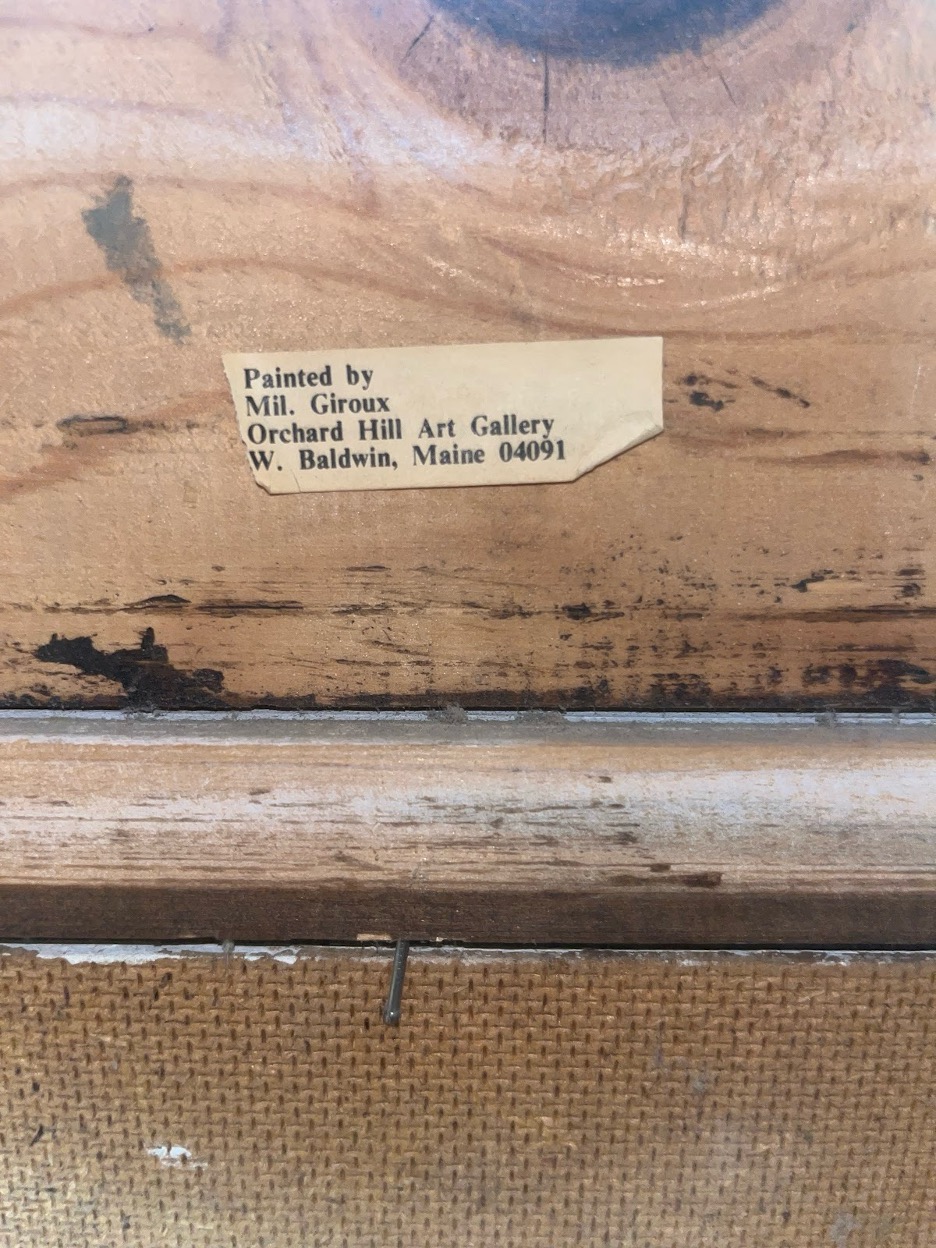 Painted by
Mil. Giroux
Orchard Hill Art Gallery
W. Baldwin, Maine 04091